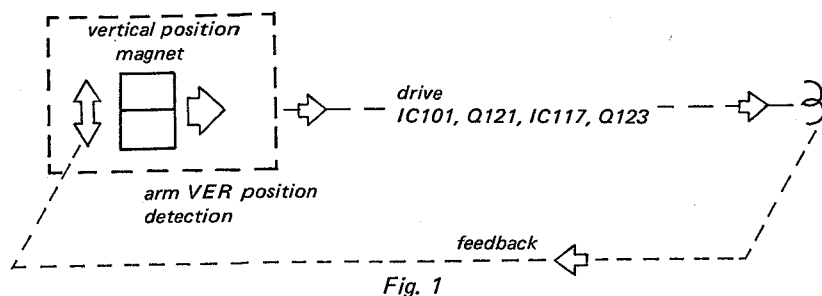 vertical position
magnet
drive
IC101, Q121, IC117, Q123
arm VER position
detection
feedback
Fig. 1